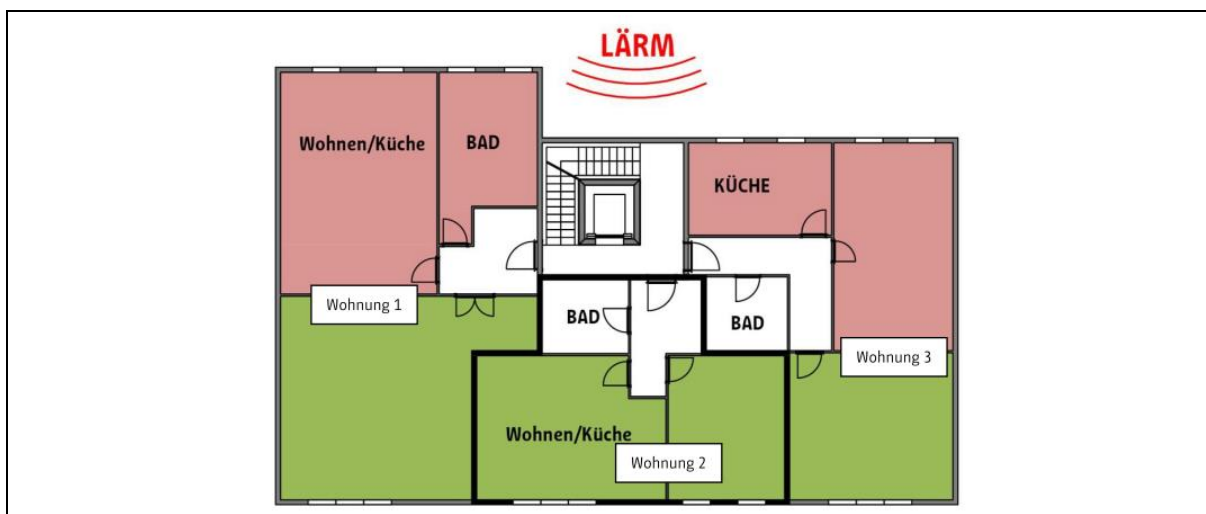 LÄRM
Wohnen/Küche
BAD
KÜCHE
Wohnung 1
BAD
BAD
Wohnung 3
Wohnen/Küche
Wohnung 2